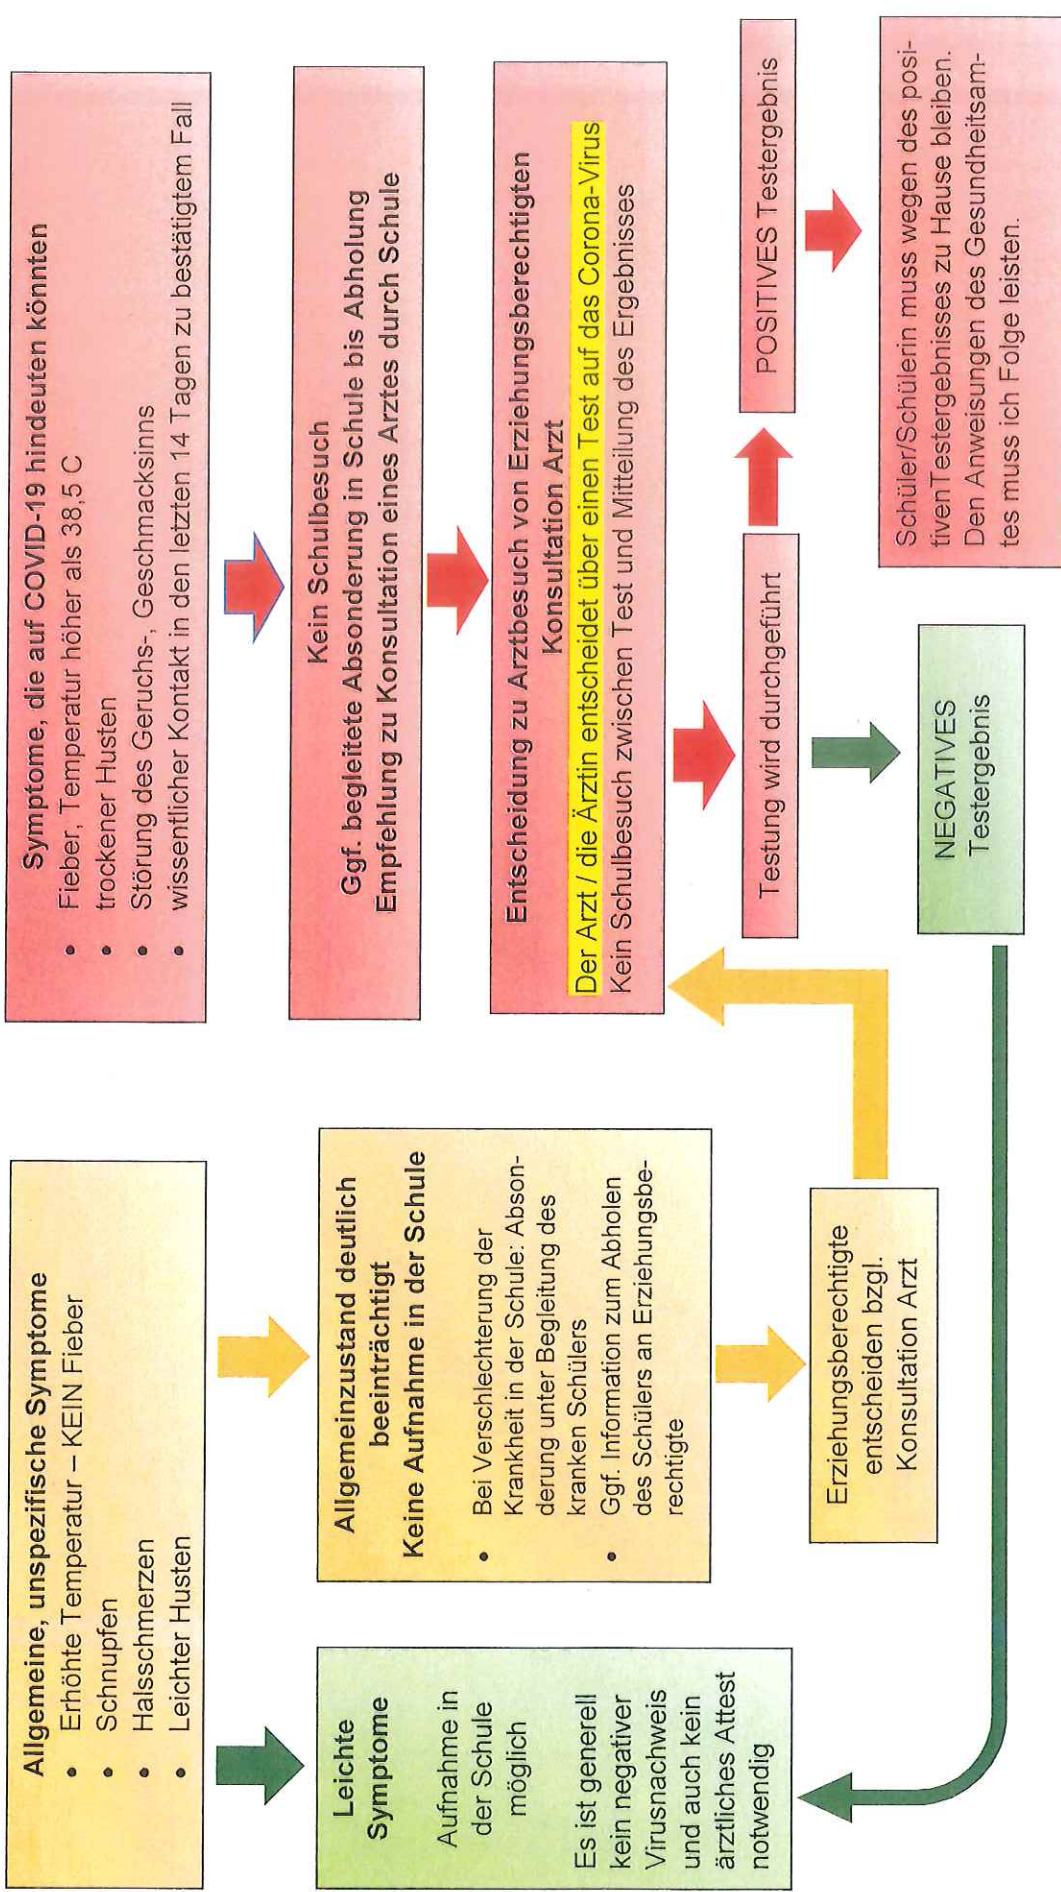 Allgemeine, unspezifische Symptome
• Erhöhte Temperatur – KEIN Fieber
• Schnupfen
• Halsschmerzen
• Leichter Husten
Leichte
Symptome
Aufnahme in
der Schule
möglich
Es ist generell
kein negativer
Virusnachweis
und auch kein
ärztliches Attest
notwendig
Allgemeinzustand deutlich
beeinträchtigt
Keine Aufnahme in der Schule
• Bei Verschlechterung der
Krankheit in der Schule: Abson-
derung unter Begleitung des
kranken Schülers
• Ggf. Information zum Abholen
des Schülers an Erziehungsbe-
rechtigte
Erziehungsberechtigte
entscheiden bzgl.
Konsultation Arzt
Symptome, die auf COVID-19 hindeuten könnten
• Fieber, Temperatur höher als 38,5 C
• trockener Husten
• Störung des Geruchs-, Geschmacksinns
• wissentlicher Kontakt in den letzten 14 Tagen zu bestätigtem Fall
Kein Schulbesuch
Ggf. begleitete Absonderung in Schule bis Abholung
Empfehlung zu Konsultation eines Arztes durch Schule
Entscheidung zu Arztbesuch von Erziehungsberechtigten
Konsultation Arzt
Der Arzt / die Ärztin entscheidet über einen Test auf das Corona-Virus
Kein Schulbesuch zwischen Test und Mitteilung des Ergebnisses
Testung wird durchgeführt
POSITIVES Testergebnis
NEGATIVES
Testergebnis
Schüler/Schülerin muss wegen des posi-
tivenTestergebnisses zu Hause bleiben.
Den Anweisungen des Gesundheitsam-
tes muss ich Folge leisten.